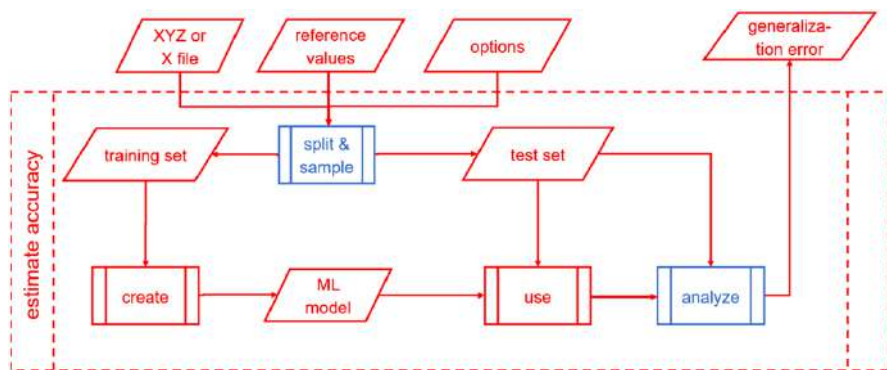 XYZ or
X file
reference
values
options
generaliza-
tion error
estimate accuracy
training set
split &
sample
test set
create
ML
model
use
analyze